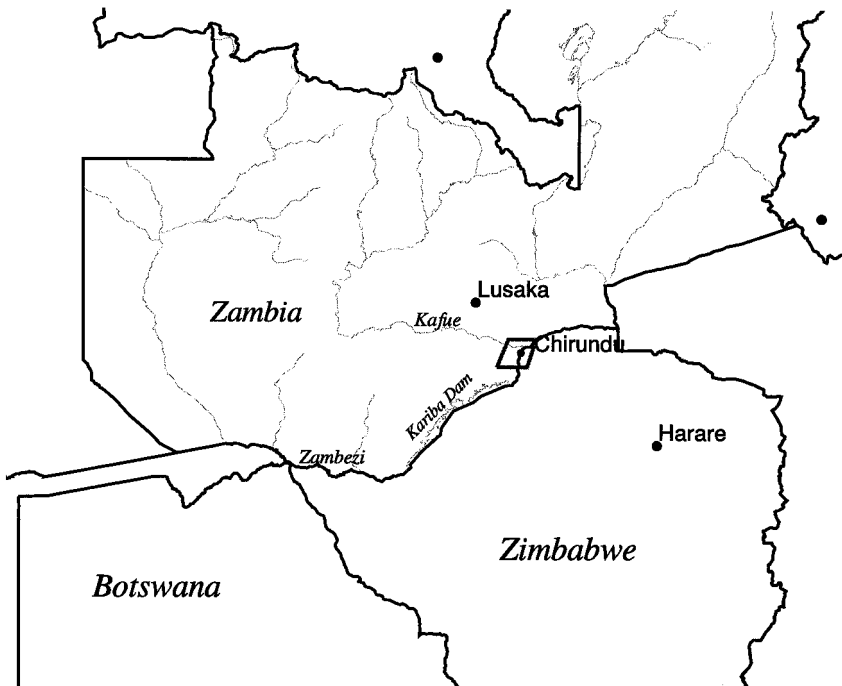 Lusaka
Zambia
Kafue
Chirundu
Kariba Dam
Harare
Zambezi
Zimbabwe
Botswana